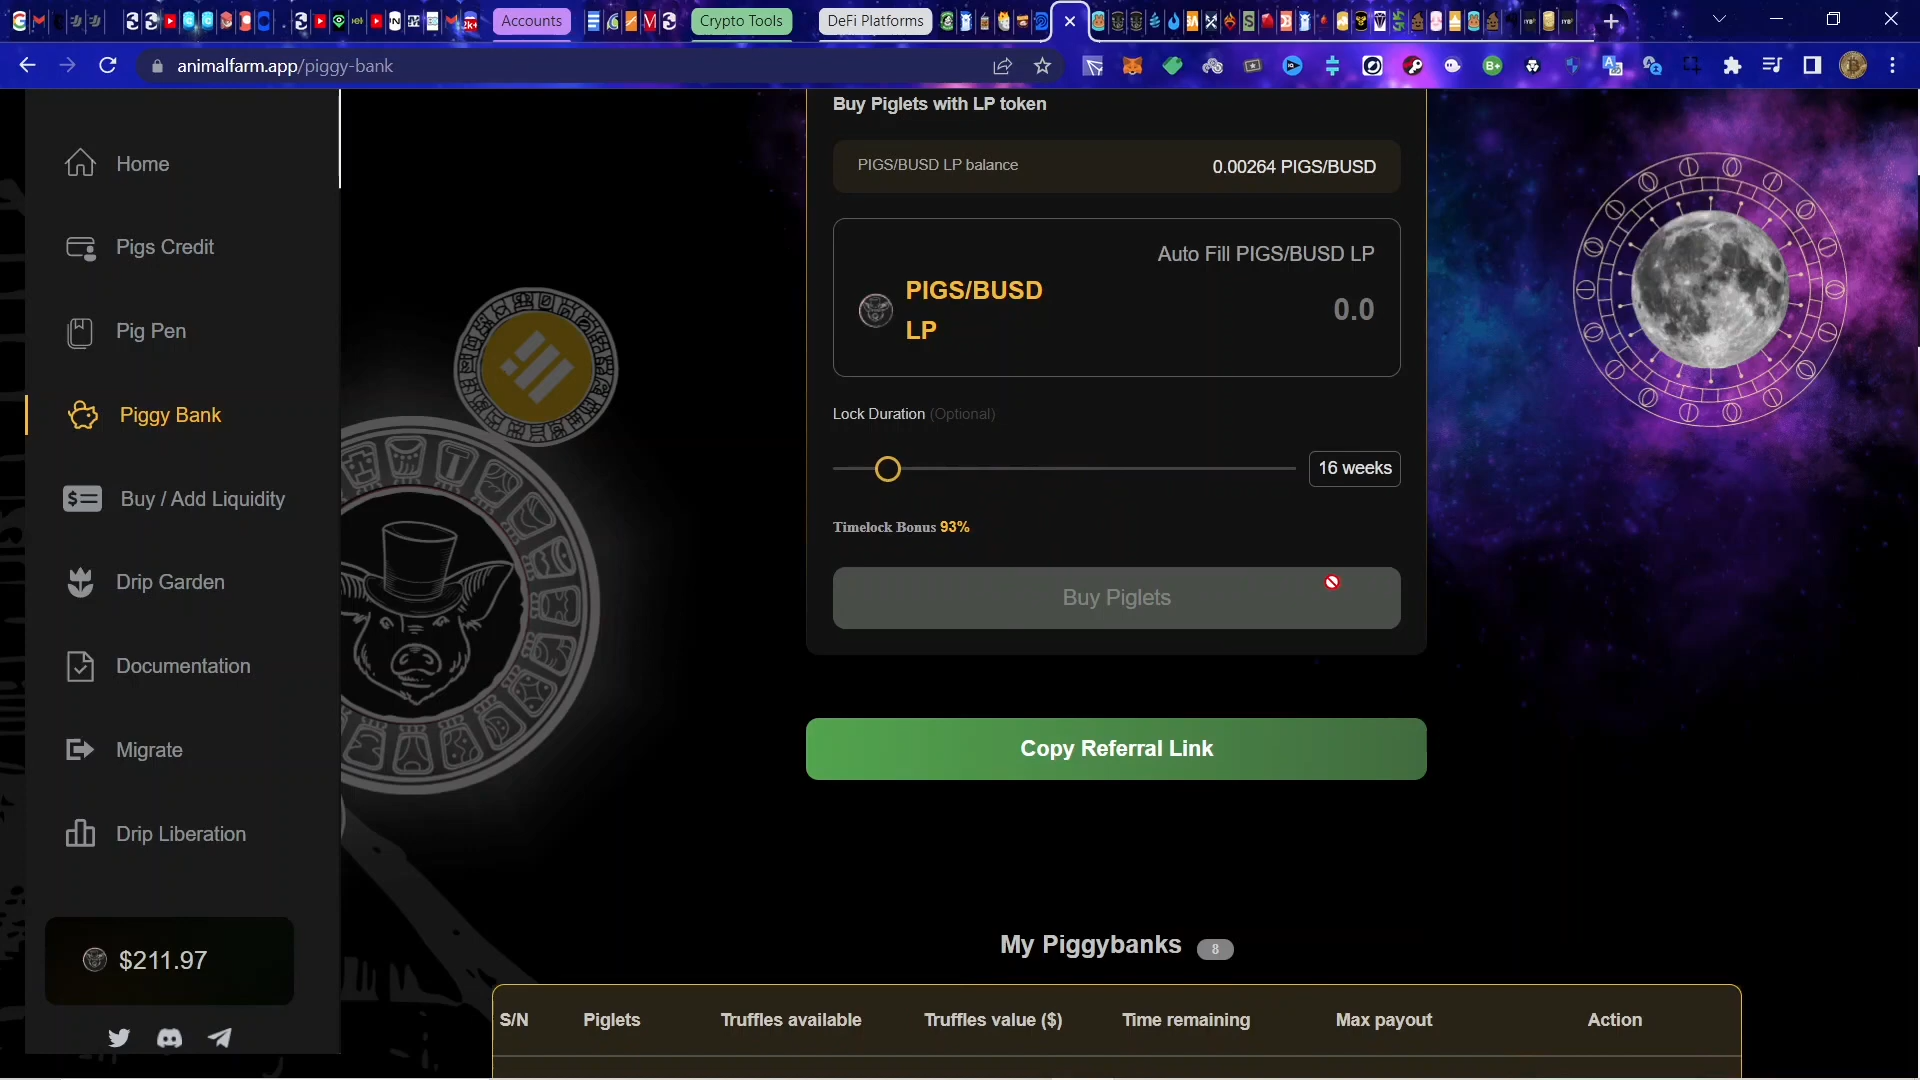 Accounts
Crypto Tools
DeFi Platforms
animalfarm.app/piggy-bank
Home
Pigs Credit
Pig Pen
Piggy Bank
Buy / Add Liquidity
Drip Garden
Documentation
Migrate
Drip Liberation
$211.97
Buy Piglets with LP token
PIGS/BUSD LP balance
0.00264 PIGS/BUSD
Auto Fill PIGS/BUSD LP
PIGS/BUSD
LP
0.0
Lock Duration (Optional)
16 weeks
Timelock Bonus 93%
Buy Piglets
Copy Referral Link
My Piggybanks 8
S/N Piglets Truffles available Truffles value ($) Time remaining Max payout Action